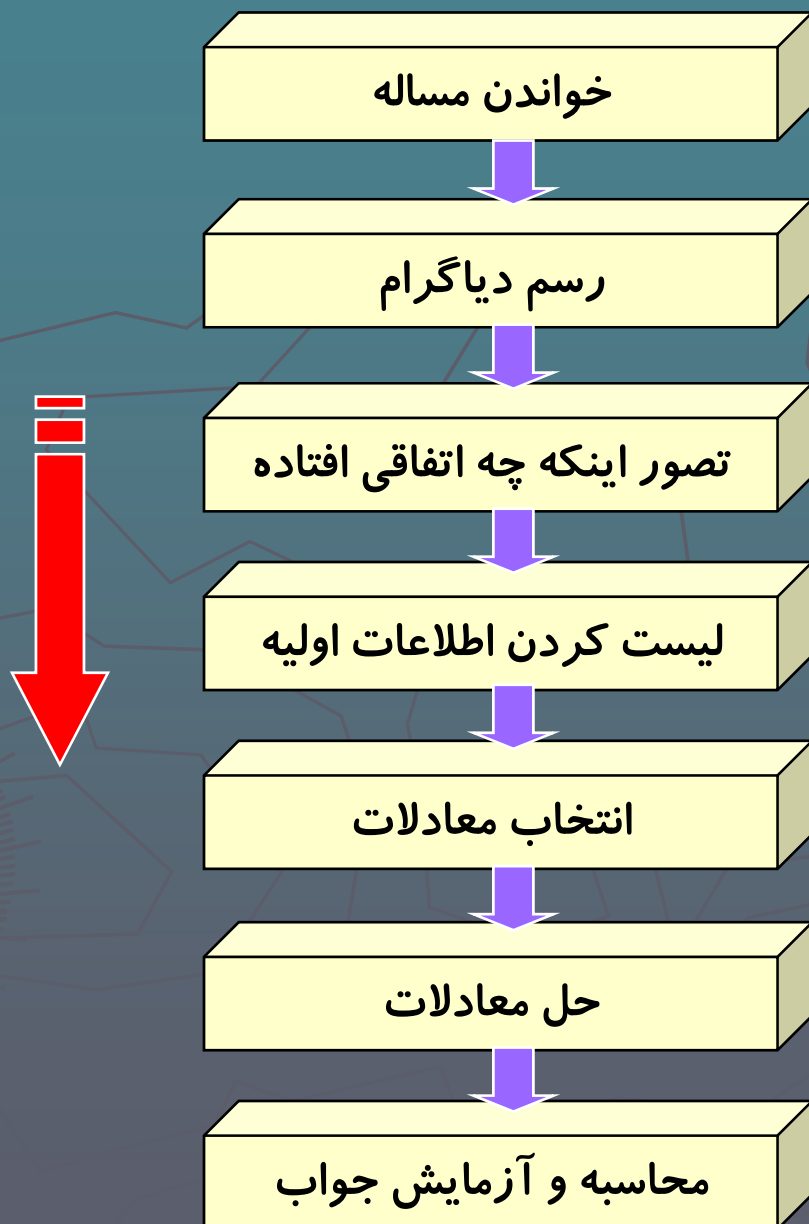 خواندن مساله
رسم دیاگرام
تصور اینکه چه اتفاقی افتاده
لیست کردن اطلاعات اولیه
انتخاب معادلات
حل معادلات
محاسبه و آزمایش جواب